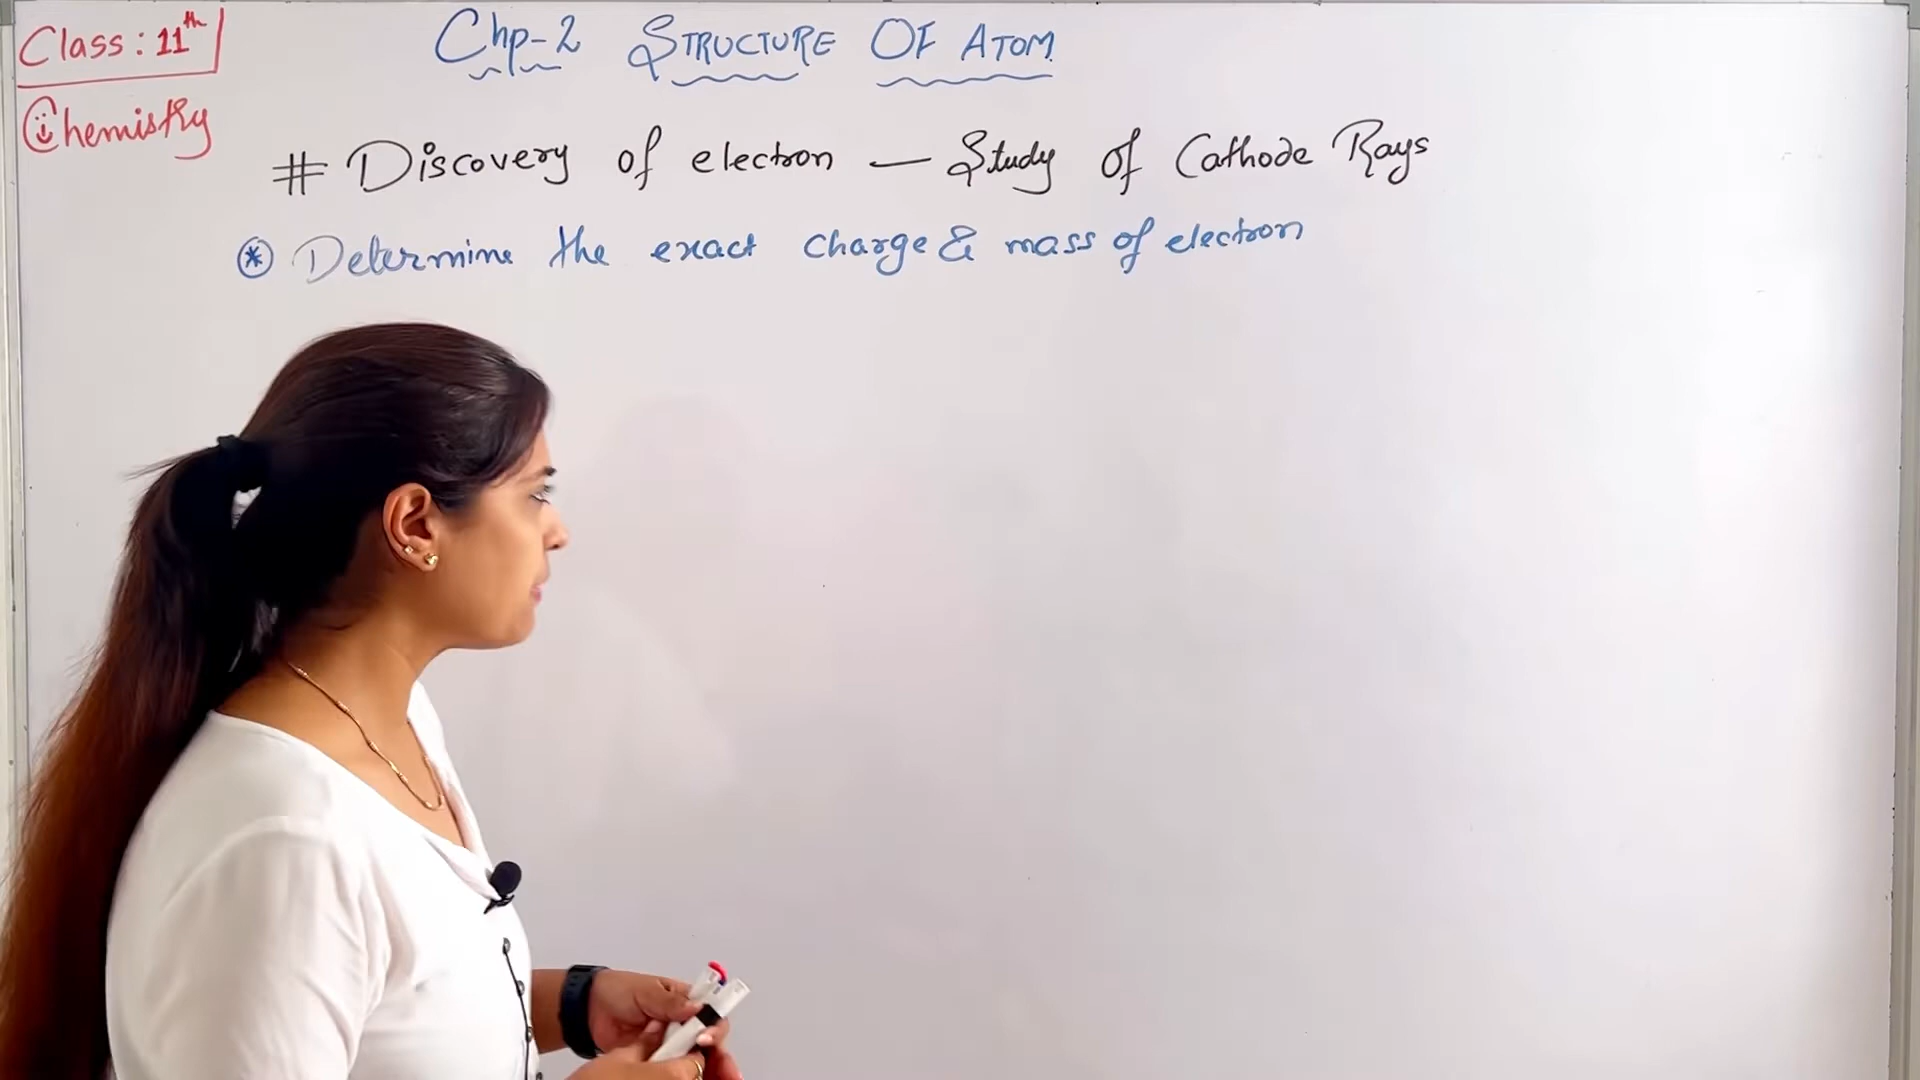 Class : 11th
Chemistry
Chp-2 STRUCTURE OF ATOM
# Discovery of electron — Study of Cathode Rays
* Determine the exact charge & mass of electron